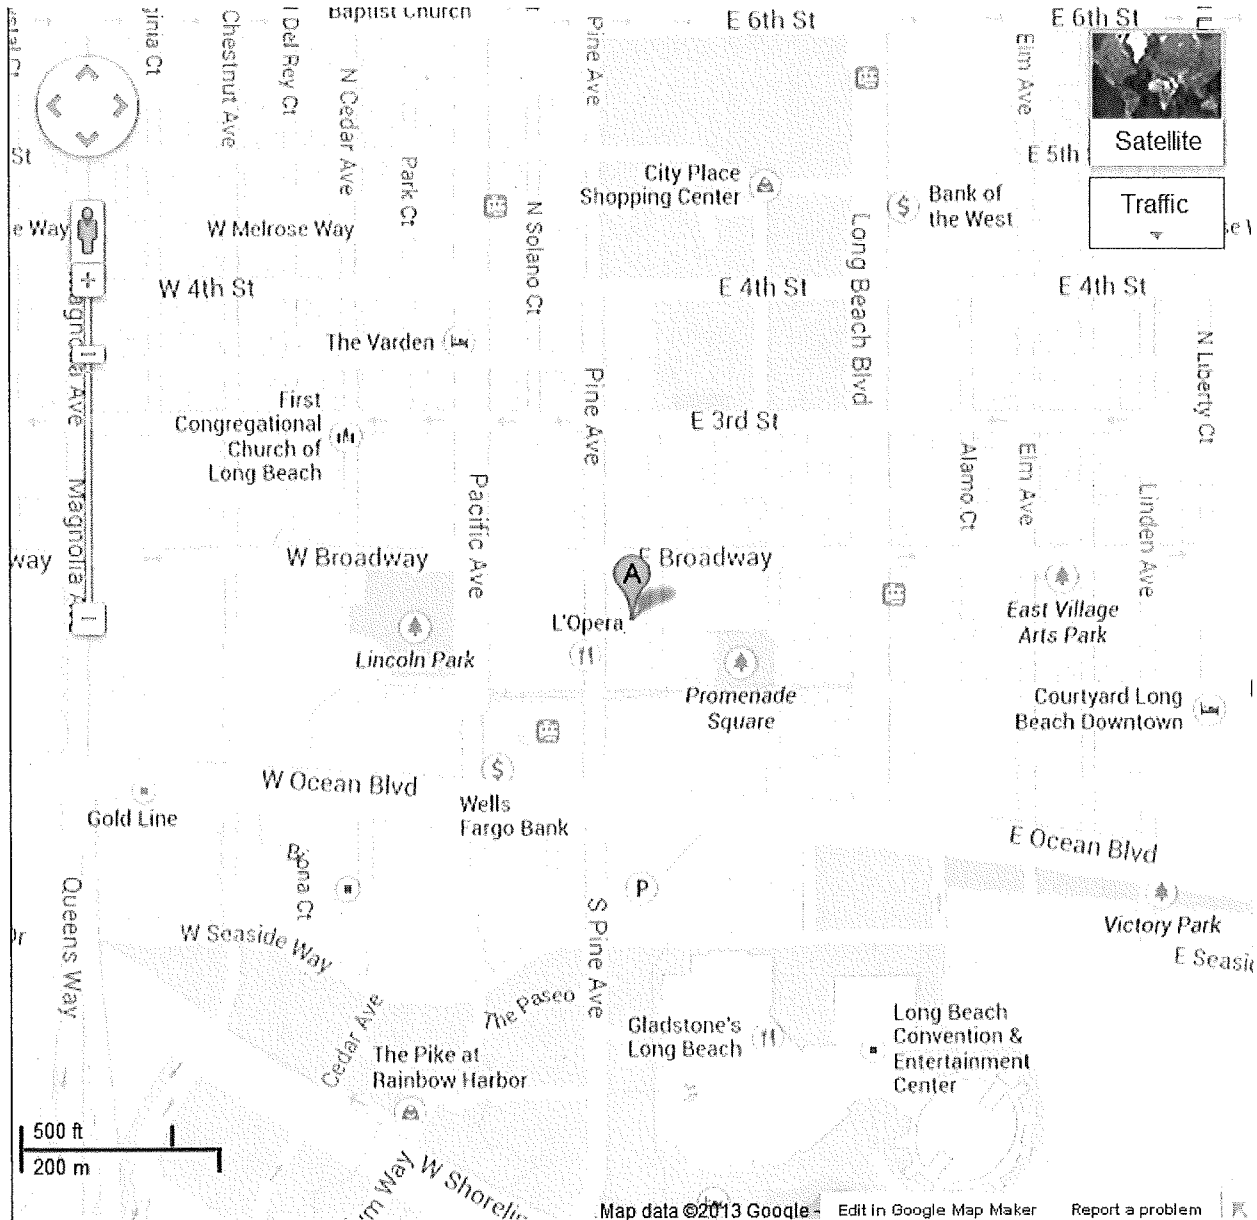 Baptist Church
E 6th St
E 6th St
Chestnut Ave
Del Rey Ct
N Cedar Ave
Pine Ave
Elm Ave
Satellite
St
E 5th
Park Ct
City Place
Shopping Center
Bank of
the West
Traffic
e Way
W Melrose Way
N Solano Ct
Long Beach Blvd
W 4th St
E 4th St
E 4th St
The Varden
N Liberty Ct
Magnolia Ave
Pine Ave
First
Congregational
Church of
Long Beach
E 3rd St
Alamo Ct
Elm Ave
Pacific Ave
Linden Ave
Magnolia A
way
W Broadway
E Broadway
A
L'Opera
Lincoln Park
East Village
Arts Park
Promenade
Square
Courtyard Long
Beach Downtown
W Ocean Blvd
Gold Line
Wells
Fargo Bank
E Ocean Blvd
P
Queens Way
S Pine Ave
Victory Park
W Seaside Way
E Seasi
The Paseo
Cedar Ave
Gladstone's
Long Beach
Long Beach
Convention &
Entertainment
Center
The Pike at
Rainbow Harbor
500 ft
200 m
W Shorelin
Map data ©2013 Google -
Edit in Google Map Maker
Report a problem